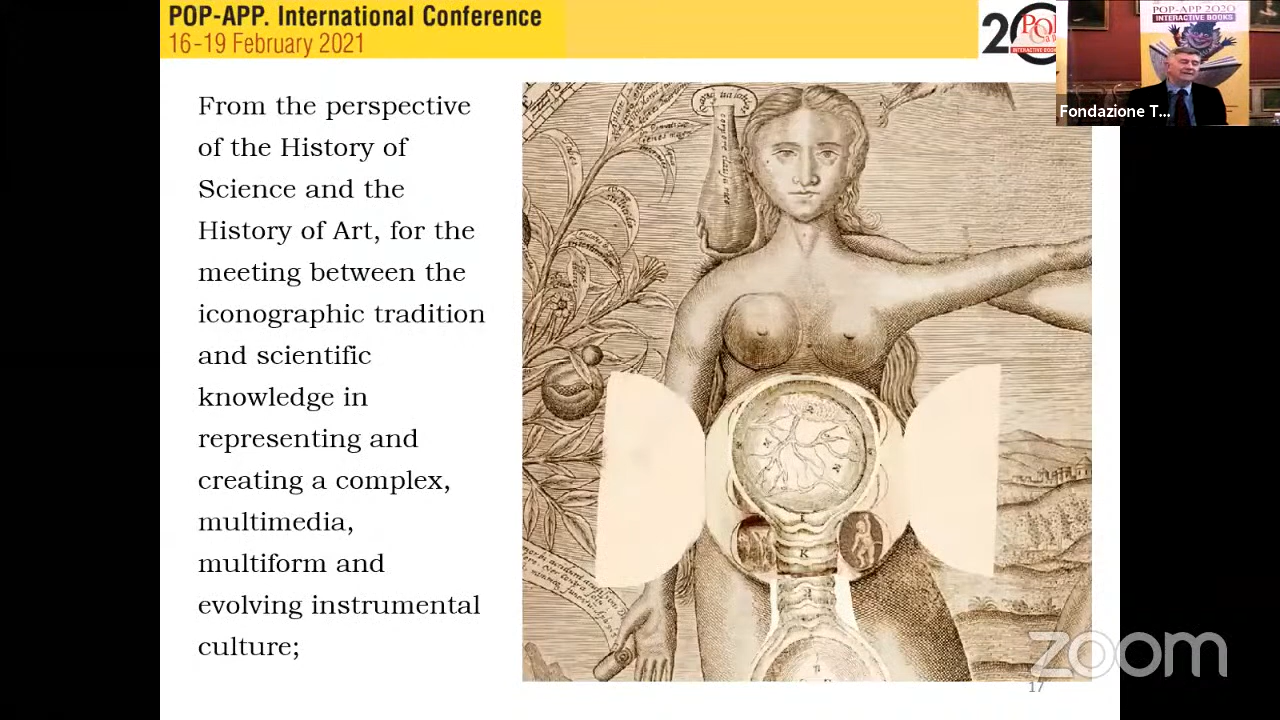 POP-APP. International Conference
16-19 February 2021
20
POP-APP 2020
INTERACTIVE BOOKS
Fondazione T...
From the perspective
of the History of
Science and the
History of Art, for the
meeting between the
iconographic tradition
and scientific
knowledge in
representing and
creating a complex,
multimedia,
multiform and
evolving instrumental
culture;
K
zoom
17